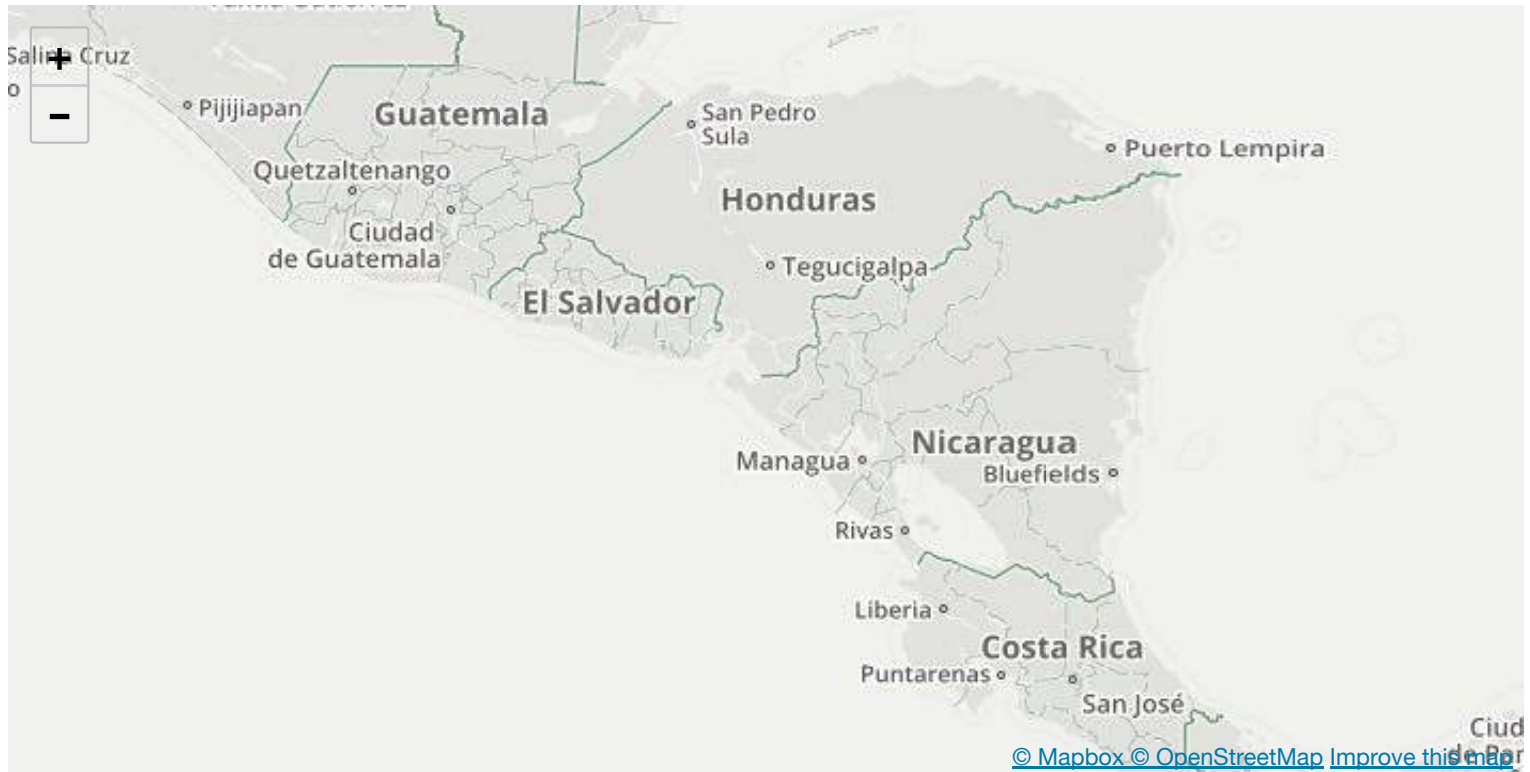 Salina Cruz
+
o
−
Pijijiapan
Guatemala
San Pedro
Sula
Puerto Lempira
Quetzaltenango
Honduras
Ciudad
de Guatemala
Tegucigalpa
El Salvador
Nicaragua
Managua
Bluefields
Rivas
Liberia
Costa Rica
Puntarenas
San José
Ciud
© Mapbox © OpenStreetMap Improve this map